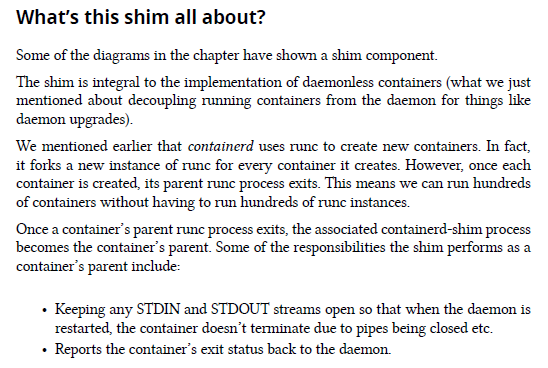 What's this shim all about?
Some of the diagrams in the chapter have shown a shim component.
The shim is integral to the implementation of daemonless containers (what we just
mentioned about decoupling running containers from the daemon for things like
daemon upgrades).
We mentioned earlier that containerd uses runc to create new containers. In fact,
it forks a new instance of runc for every container it creates. However, once each
container is created, its parent runc process exits. This means we can run hundreds
of containers without having to run hundreds of runc instances.
Once a container's parent runc process exits, the associated containerd-shim process
becomes the container's parent. Some of the responsibilities the shim performs as a
container's parent include:
• Keeping any STDIN and STDOUT streams open so that when the daemon is
restarted, the container doesn't terminate due to pipes being closed etc.
• Reports the container's exit status back to the daemon.